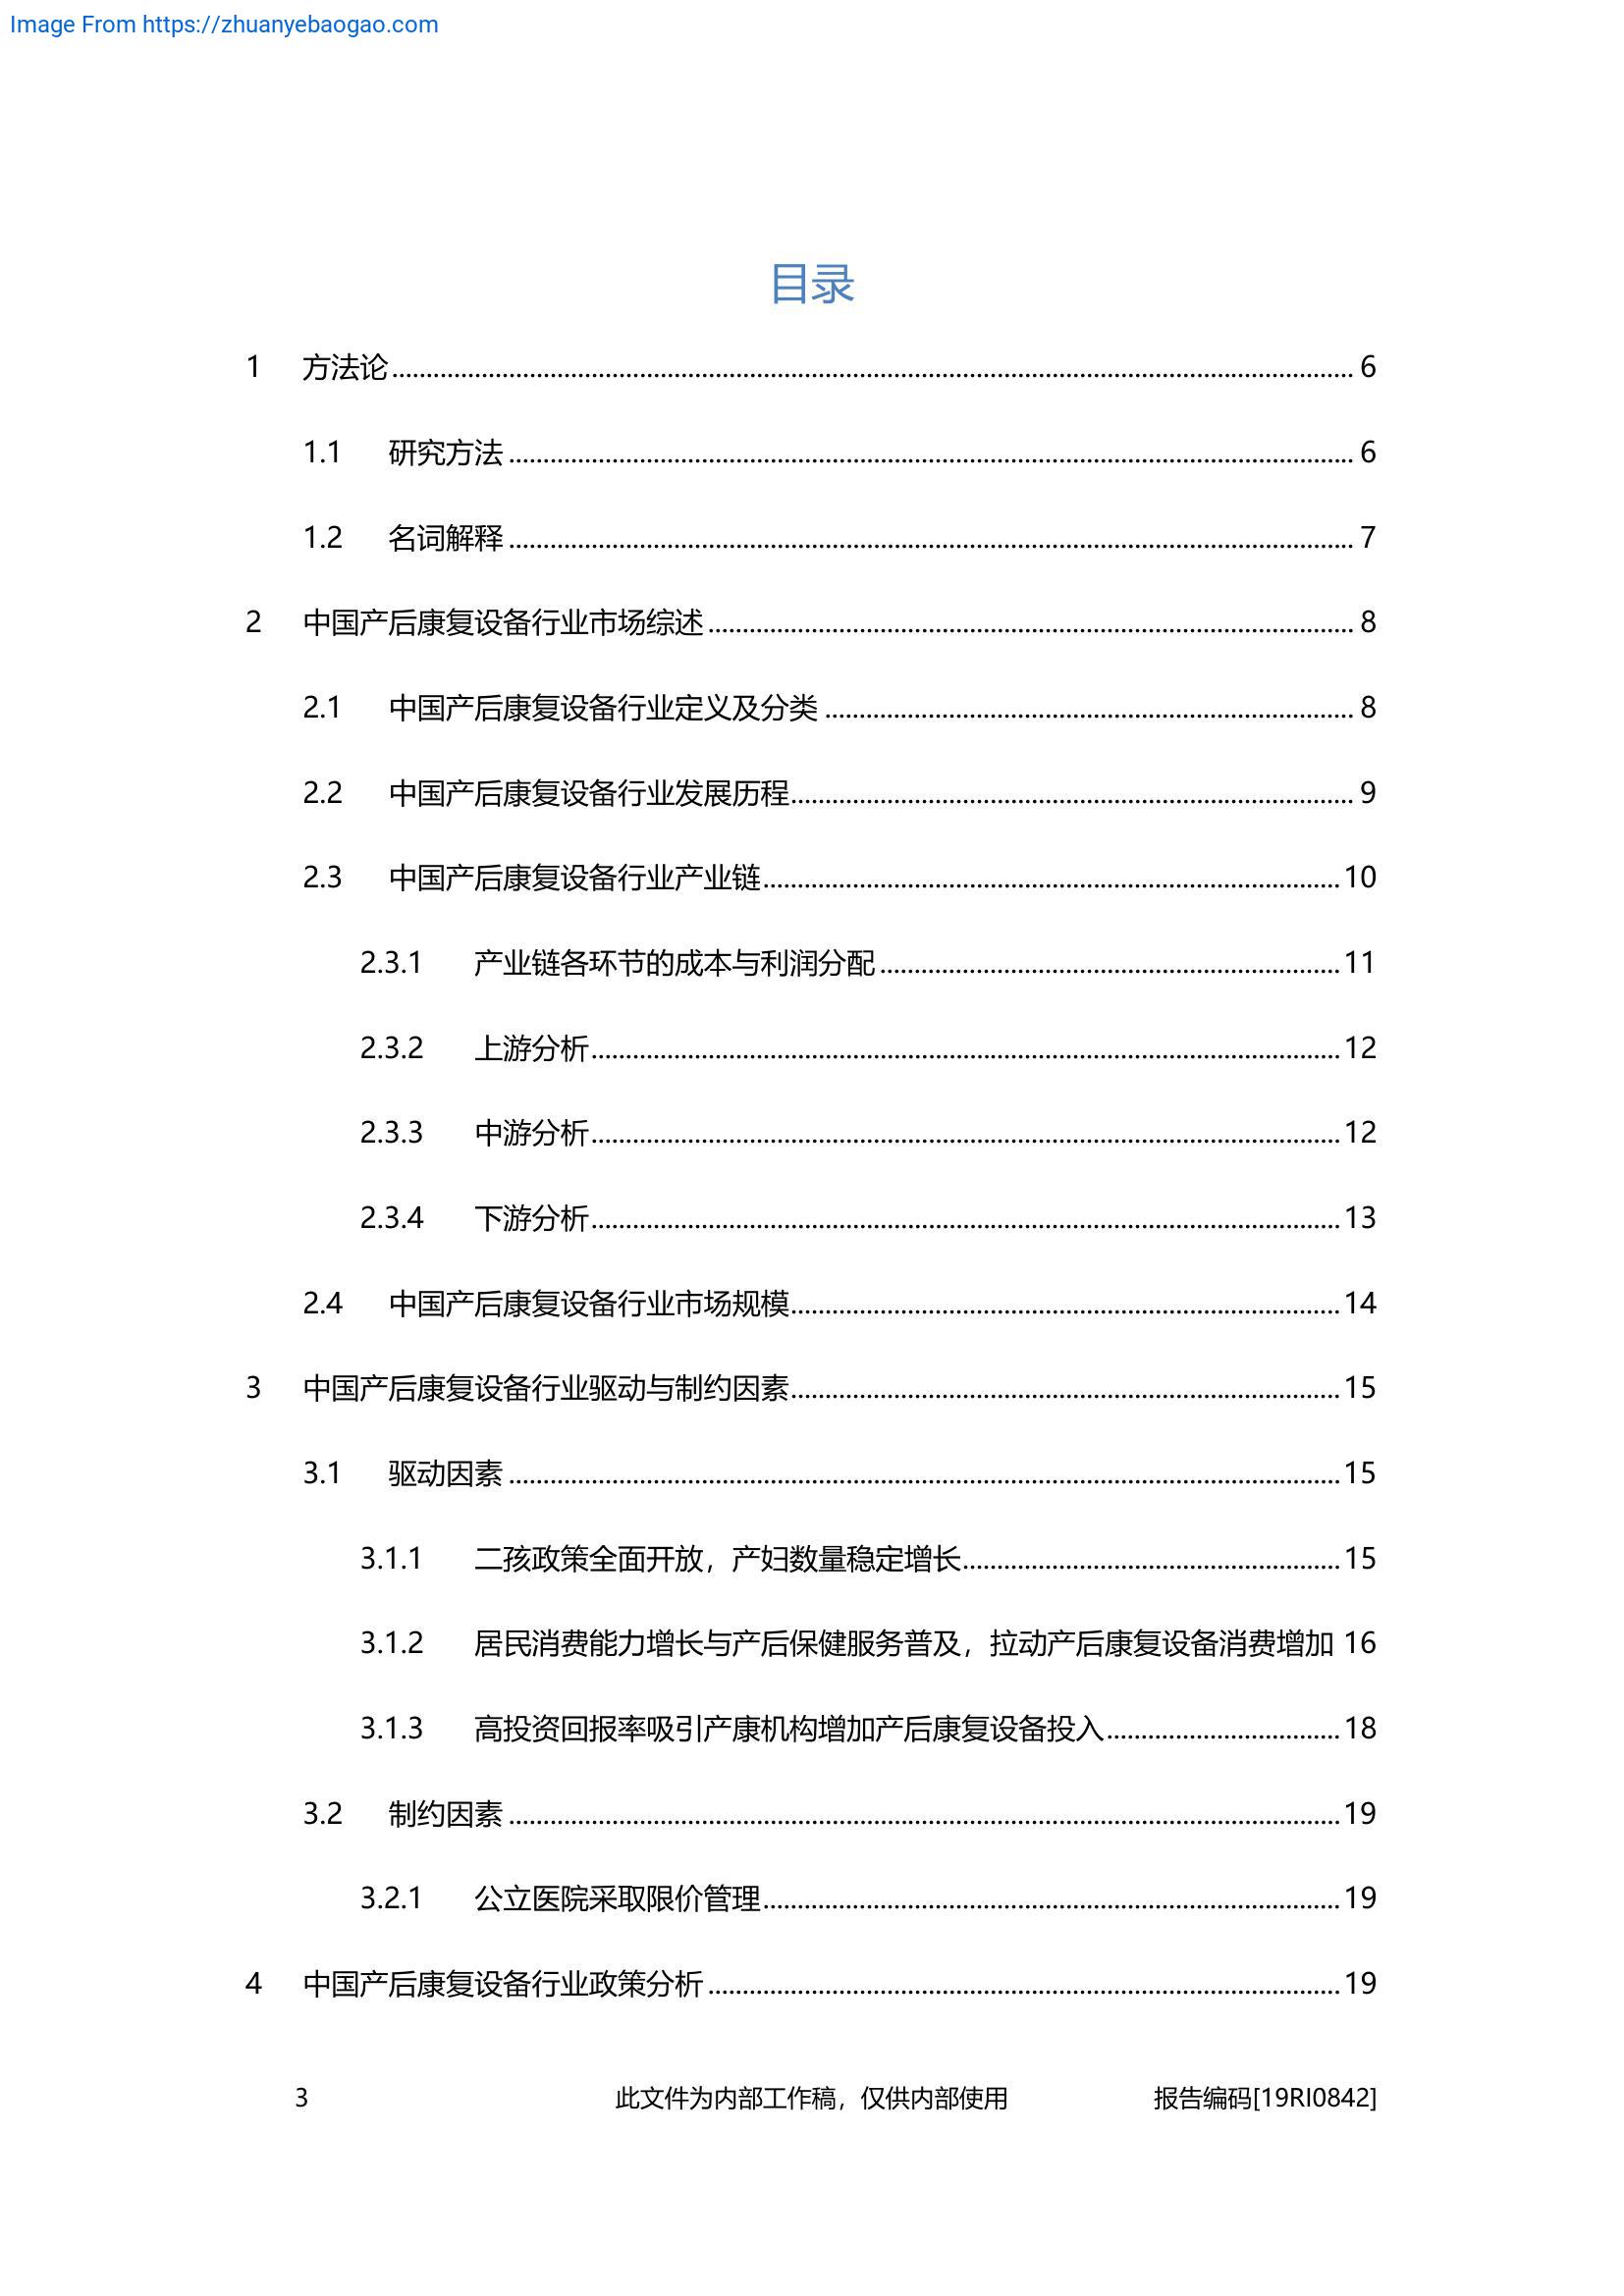 Image From https://zhuanyebaogao.com
目录
1 方法论 6
1.1 研究方法 6
1.2 名词解释 7
2 中国产后康复设备行业市场综述 8
2.1 中国产后康复设备行业定义及分类 8
2.2 中国产后康复设备行业发展历程 9
2.3 中国产后康复设备行业产业链 10
2.3.1 产业链各环节的成本与利润分配 11
2.3.2 上游分析 12
2.3.3 中游分析 12
2.3.4 下游分析 13
2.4 中国产后康复设备行业市场规模 14
3 中国产后康复设备行业驱动与制约因素 15
3.1 驱动因素 15
3.1.1 二孩政策全面开放，产妇数量稳定增长 15
3.1.2 居民消费能力增长与产后保健服务普及，拉动产后康复设备消费增加 16
3.1.3 高投资回报率吸引产康机构增加产后康复设备投入 18
3.2 制约因素 19
3.2.1 公立医院采取限价管理 19
4 中国产后康复设备行业政策分析 19
3 此文件为内部工作稿，仅供内部使用 报告编码[19RI0842]